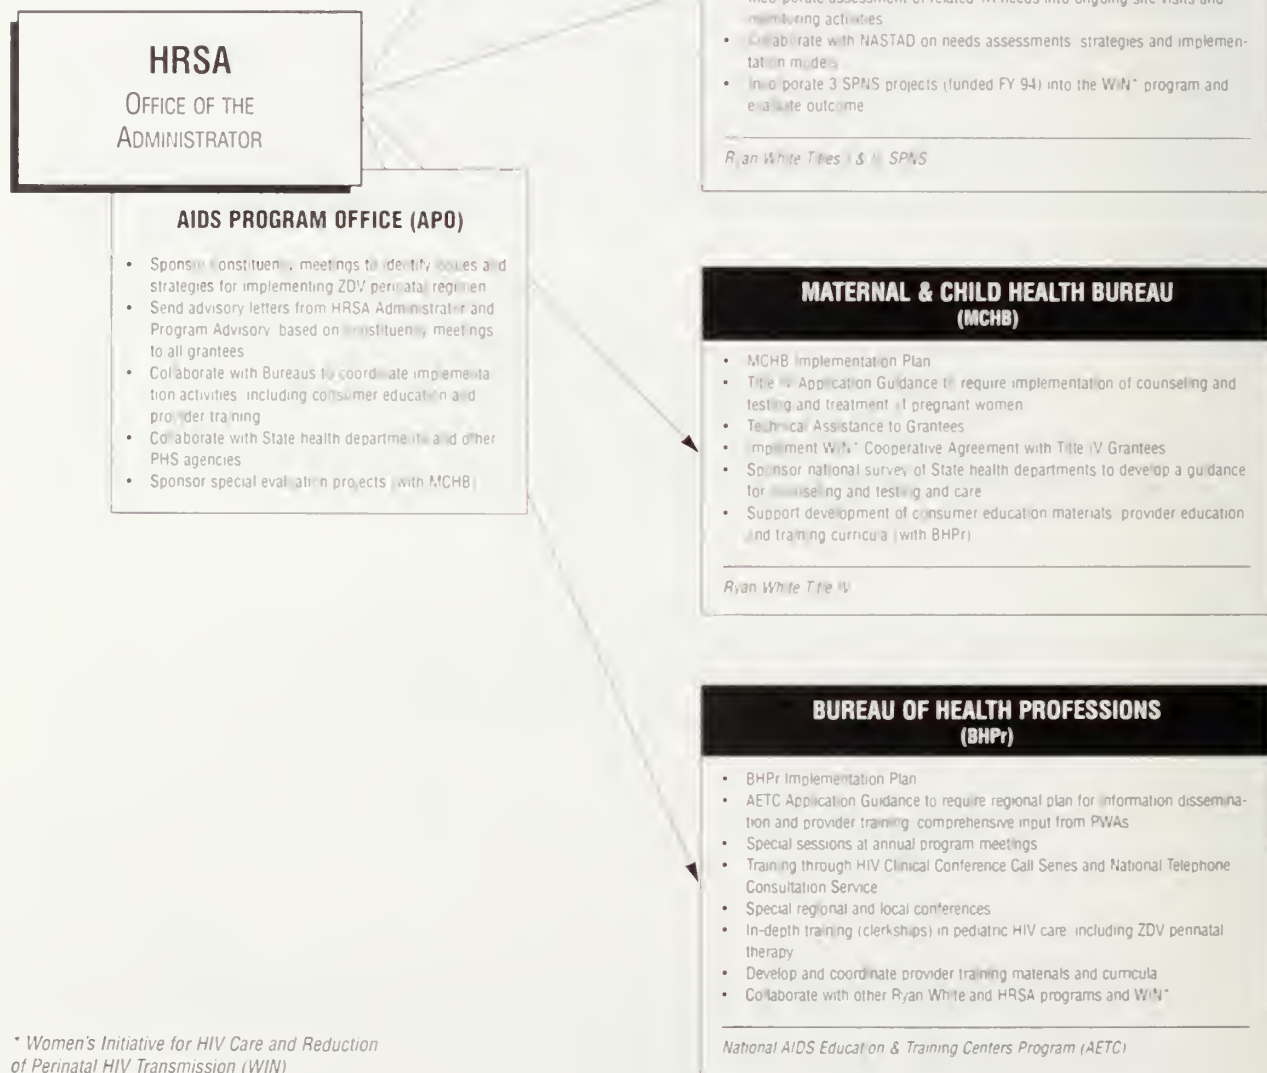 HRSA
OFFICE OF THE
ADMINISTRATOR
AIDS PROGRAM OFFICE (APO)
• Sponsor constituency meetings to identify issues and
strategies for implementing ZDV perinatal regimen
• Send advisory letters from HRSA Administrator and
Program Advisory based on constituency meetings
to all grantees
• Collaborate with Bureaus to coordinate implementa
tion activities including consumer education and
provider training
• Collaborate with State health departments and other
PHS agencies
• Sponsor special evaluation projects (with MCHB)
* Women's Initiative for HIV Care and Reduction
of Perinatal HIV Transmission (WIN)
assessment of related TA needs into ongoing site visits and
monitoring activities
• Collaborate with NASTAD on needs assessments strategies and implemen-
tation models
• Incorporate 3 SPNS projects (funded FY 94) into the WIN* program and
evaluate outcome
Ryan White Titles I & II, SPNS
MATERNAL & CHILD HEALTH BUREAU
(MCHB)
• MCHB Implementation Plan
• Title IV Application Guidance to require implementation of counseling and
testing and treatment of pregnant women
• Technical Assistance to Grantees
• Implement WIN* Cooperative Agreement with Title IV Grantees
• Sponsor national survey of State health departments to develop a guidance
for counseling and testing and care
• Support development of consumer education materials provider education
and training curricula (with BHPr)
Ryan White Title IV
BUREAU OF HEALTH PROFESSIONS
(BHPr)
• BHPr Implementation Plan
• AETC Application Guidance to require regional plan for information dissemina-
tion and provider training comprehensive input from PWAs
• Special sessions at annual program meetings
• Training through HIV Clinical Conference Call Series and National Telephone
Consultation Service
• Special regional and local conferences
• In-depth training (clerkships) in pediatric HIV care including ZDV perinatal
therapy
• Develop and coordinate provider training materials and curricula
• Collaborate with other Ryan White and HRSA programs and WIN*
National AIDS Education & Training Centers Program (AETC)